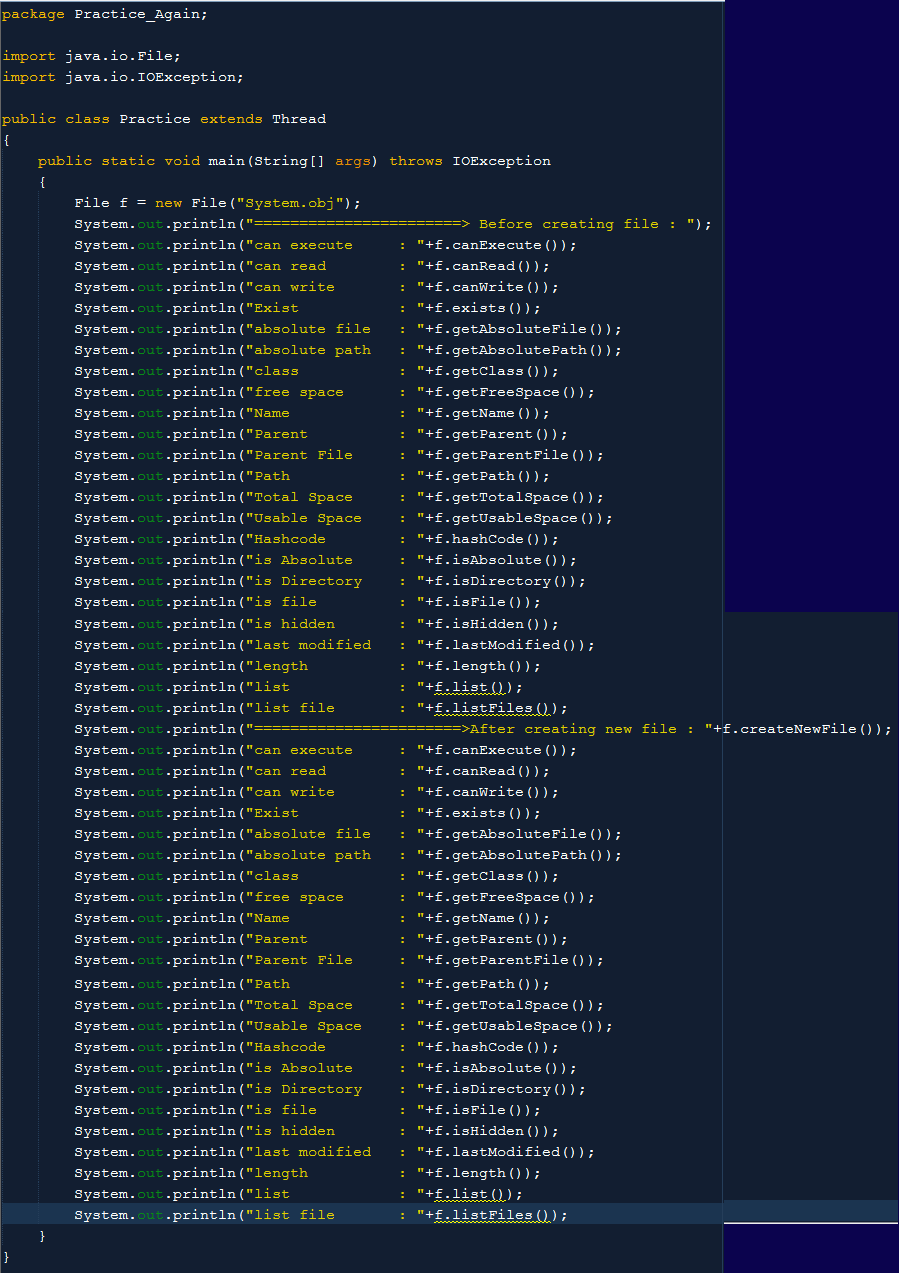 package Practice_Again;

import java.io.File;
import java.io.IOException;

public class Practice extends Thread
{
    public static void main(String[] args) throws IOException
    {
        File f = new File("System.obj");
        System.out.println("=======================> Before creating file : ");
        System.out.println("can execute     : "+f.canExecute());
        System.out.println("can read        : "+f.canRead());
        System.out.println("can write       : "+f.canWrite());
        System.out.println("Exist           : "+f.exists());
        System.out.println("absolute file   : "+f.getAbsoluteFile());
        System.out.println("absolute path   : "+f.getAbsolutePath());
        System.out.println("class           : "+f.getClass());
        System.out.println("free space      : "+f.getFreeSpace());
        System.out.println("Name            : "+f.getName());
        System.out.println("Parent          : "+f.getParent());
        System.out.println("Parent File     : "+f.getParentFile());
        System.out.println("Path            : "+f.getPath());
        System.out.println("Total Space     : "+f.getTotalSpace());
        System.out.println("Usable Space    : "+f.getUsableSpace());
        System.out.println("Hashcode        : "+f.hashCode());
        System.out.println("is Absolute     : "+f.isAbsolute());
        System.out.println("is Directory    : "+f.isDirectory());
        System.out.println("is file         : "+f.isFile());
        System.out.println("is hidden       : "+f.isHidden());
        System.out.println("last modified   : "+f.lastModified());
        System.out.println("length          : "+f.length());
        System.out.println("list            : "+f.list());
        System.out.println("list file       : "+f.listFiles());
        System.out.println("=======================>After creating new file : "+f.createNewFile());
        System.out.println("can execute     : "+f.canExecute());
        System.out.println("can read        : "+f.canRead());
        System.out.println("can write       : "+f.canWrite());
        System.out.println("Exist           : "+f.exists());
        System.out.println("absolute file   : "+f.getAbsoluteFile());
        System.out.println("absolute path   : "+f.getAbsolutePath());
        System.out.println("class           : "+f.getClass());
        System.out.println("free space      : "+f.getFreeSpace());
        System.out.println("Name            : "+f.getName());
        System.out.println("Parent          : "+f.getParent());
        System.out.println("Parent File     : "+f.getParentFile());
        System.out.println("Path            : "+f.getPath());
        System.out.println("Total Space     : "+f.getTotalSpace());
        System.out.println("Usable Space    : "+f.getUsableSpace());
        System.out.println("Hashcode        : "+f.hashCode());
        System.out.println("is Absolute     : "+f.isAbsolute());
        System.out.println("is Directory    : "+f.isDirectory());
        System.out.println("is file         : "+f.isFile());
        System.out.println("is hidden       : "+f.isHidden());
        System.out.println("last modified   : "+f.lastModified());
        System.out.println("length          : "+f.length());
        System.out.println("list            : "+f.list());
        System.out.println("list file       : "+f.listFiles());
    }
}